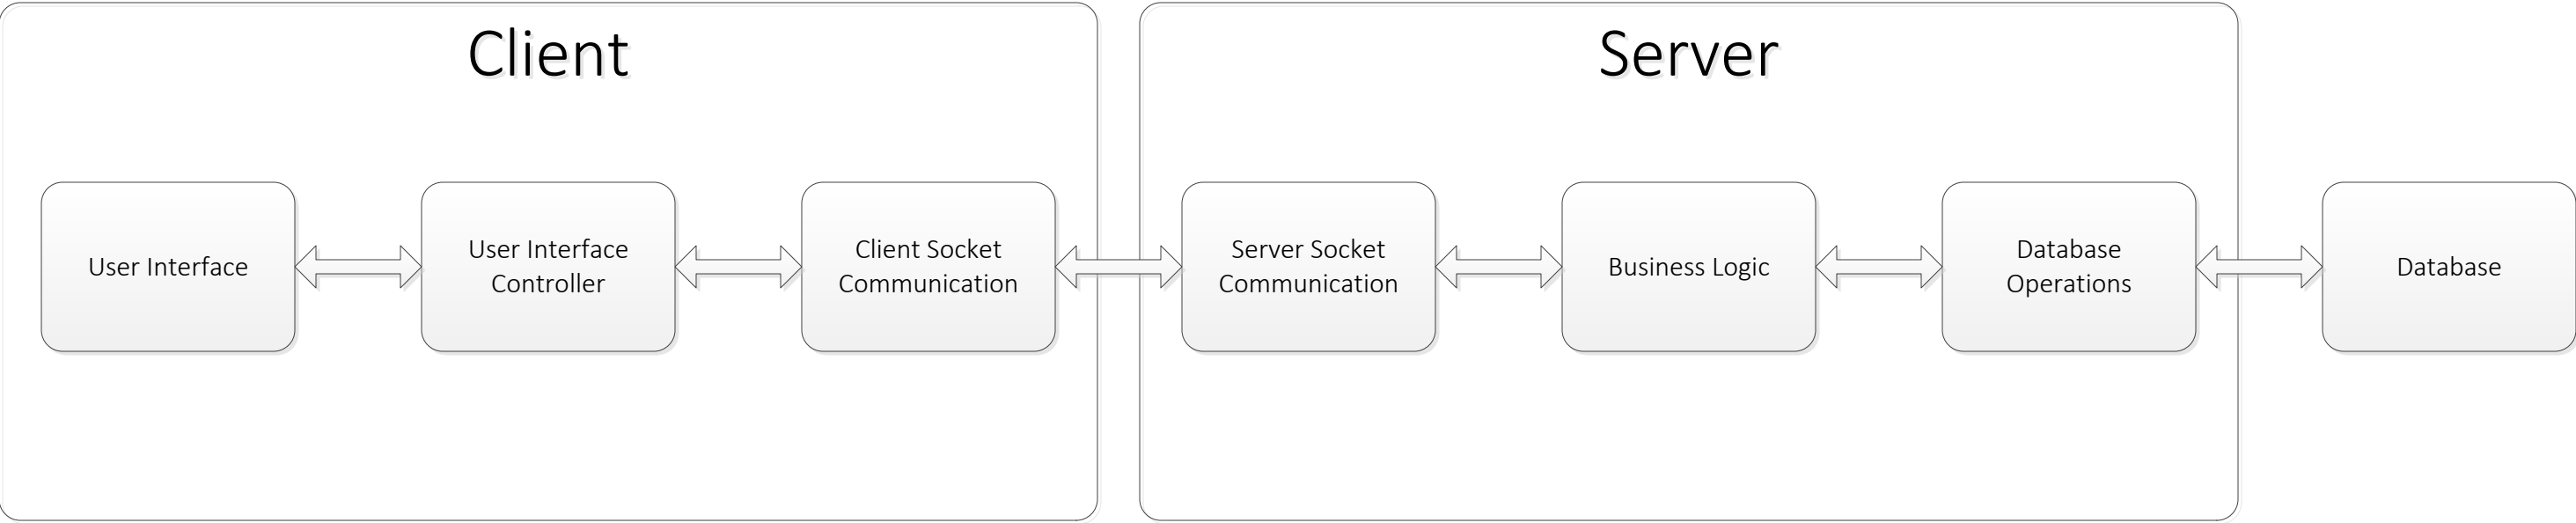 Client
Server
User Interface
User Interface
Controller
Client Socket
Communication
Server Socket
Communication
Business Logic
Database
Operations
Database